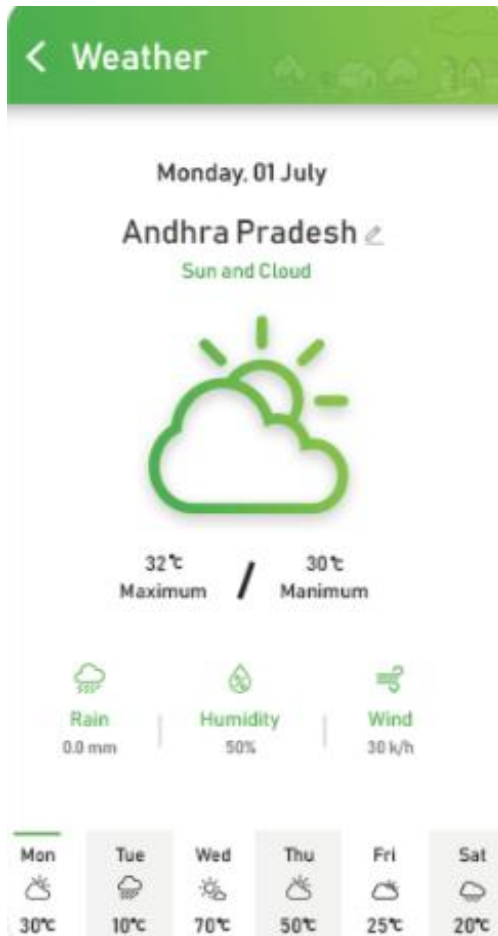 Weather
Monday, 01 July
Andhra Pradesh
Sun and Cloud
32℃ / 30℃
Maximum Manimum
Rain Humidity Wind
0.0 mm 50% 30 k/h
Mon Tue Wed Thu Fri Sat
30℃ 10℃ 70℃ 50℃ 25℃ 20℃